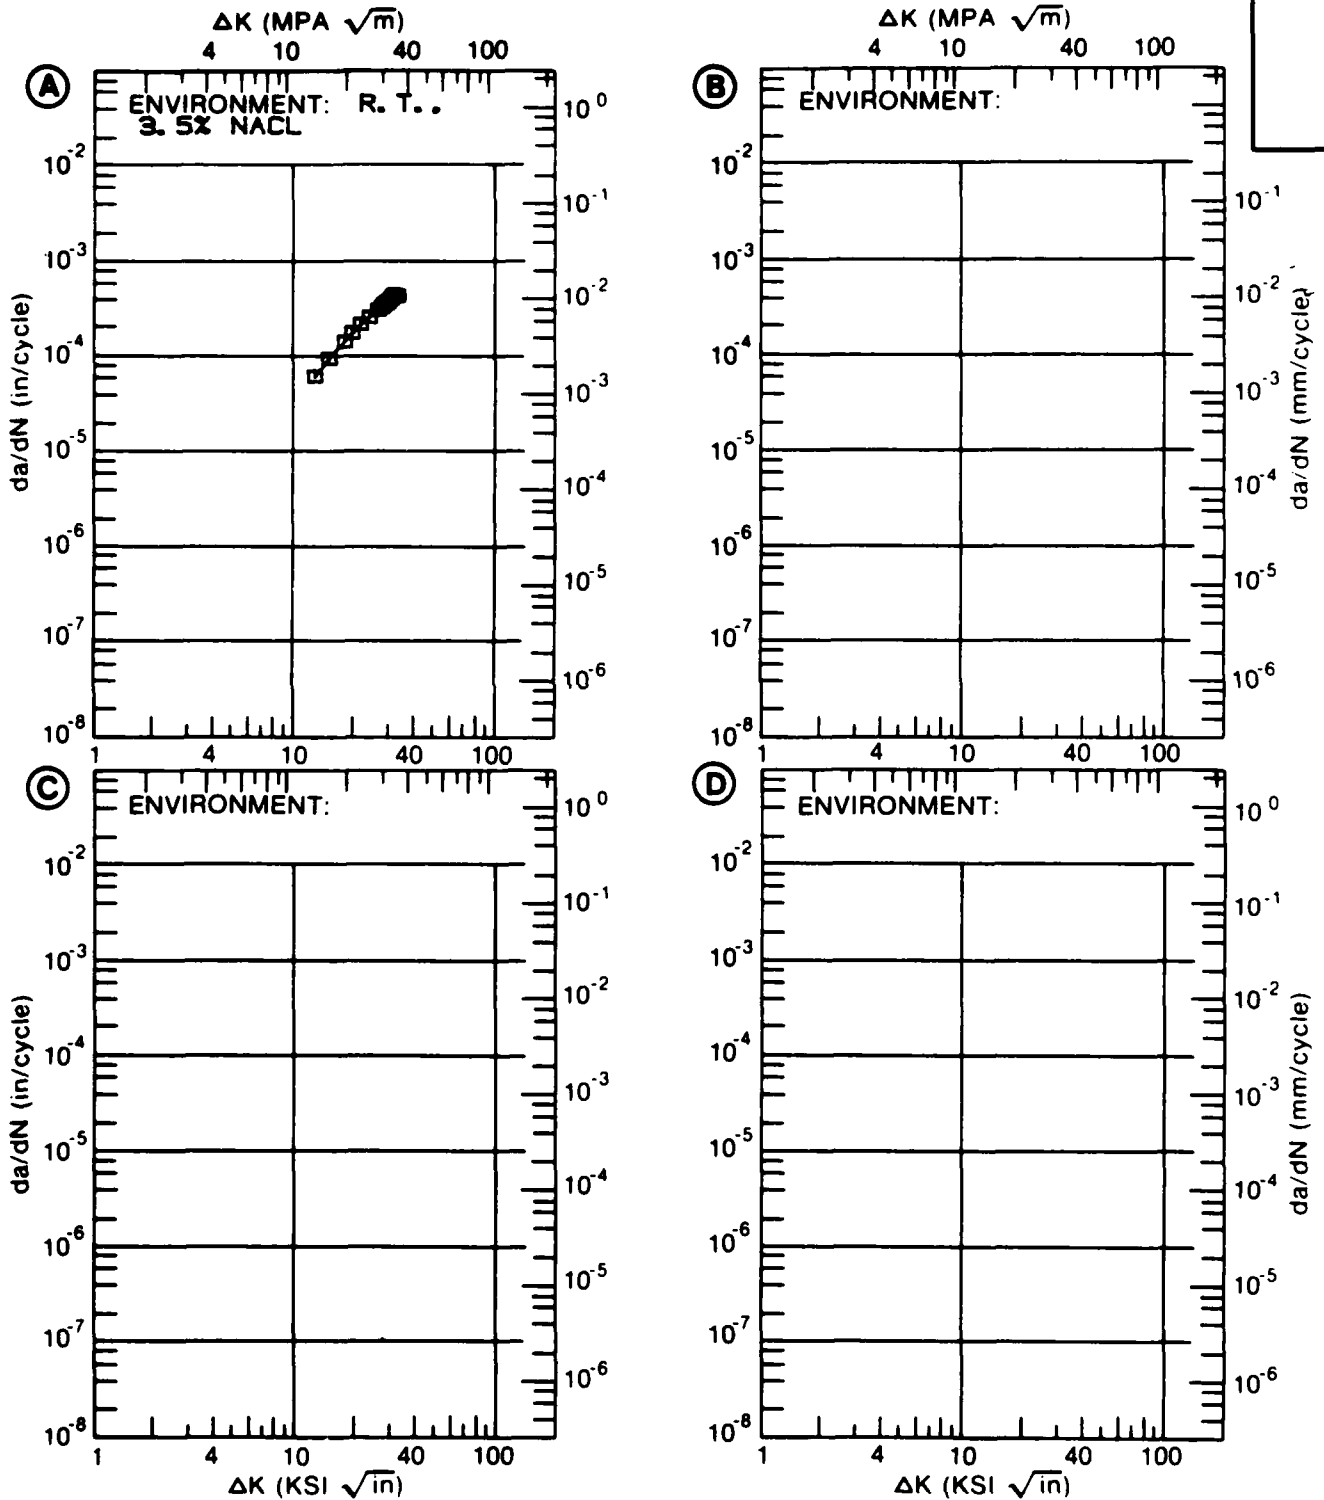 ΔK (MPA √m)
4 10 40 100
A
ENVIRONMENT: R. T. .
3. 5% NACL
10^0
10^-2
10^-1
10^-3
10^-2
10^-4
10^-3
10^-5
10^-4
10^-6
10^-5
10^-7
10^-6
10^-8
1 4 10 40 100
da/dN (in/cycle)
ΔK (MPA √m)
4 10 40 100
B
ENVIRONMENT:
10^-2
10^-1
10^-3
10^-2
10^-4
10^-3
10^-5
10^-4
10^-6
10^-5
10^-7
10^-6
10^-8
1 4 10 40 100
da/dN (mm/cycle)
C
ENVIRONMENT:
10^0
10^-2
10^-1
10^-3
10^-2
10^-4
10^-3
10^-5
10^-4
10^-6
10^-5
10^-7
10^-6
10^-8
1 4 10 40 100
da/dN (in/cycle)
ΔK (KSI √in)
D
ENVIRONMENT:
10^0
10^-2
10^-1
10^-3
10^-2
10^-4
10^-3
10^-5
10^-4
10^-6
10^-5
10^-7
10^-6
10^-8
1 4 10 40 100
da/dN (mm/cycle)
ΔK (KSI √in)